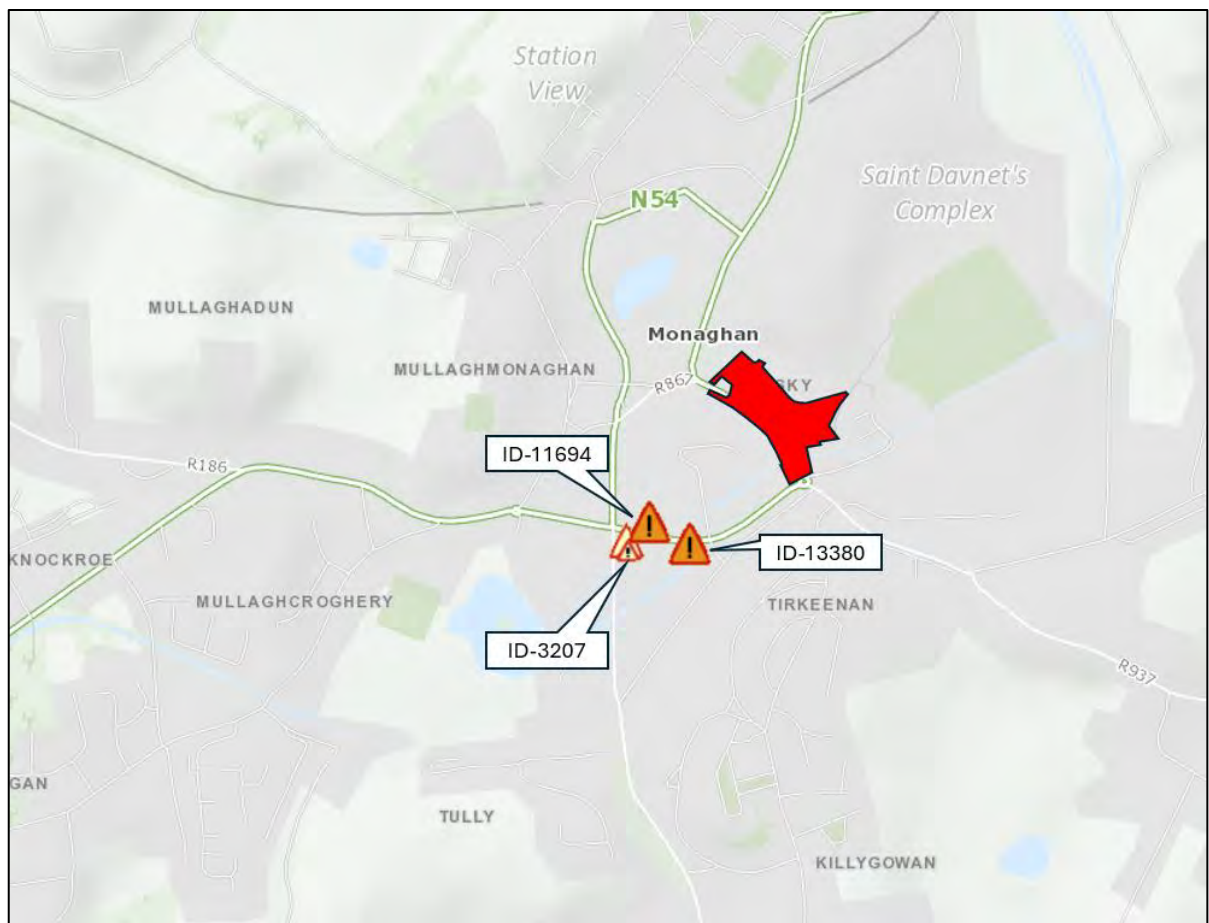 Station
View
Saint Davnet's
Complex
N54
MULLAGHADUN
Monaghan
MULLAGHMONAGHAN
R867
SKY
R186
ID-11694
KNOCKROE
ID-13380
MULLAGHCROGHERY
TIRKEENAN
ID-3207
R937
GAN
TULLY
KILLYGOWAN